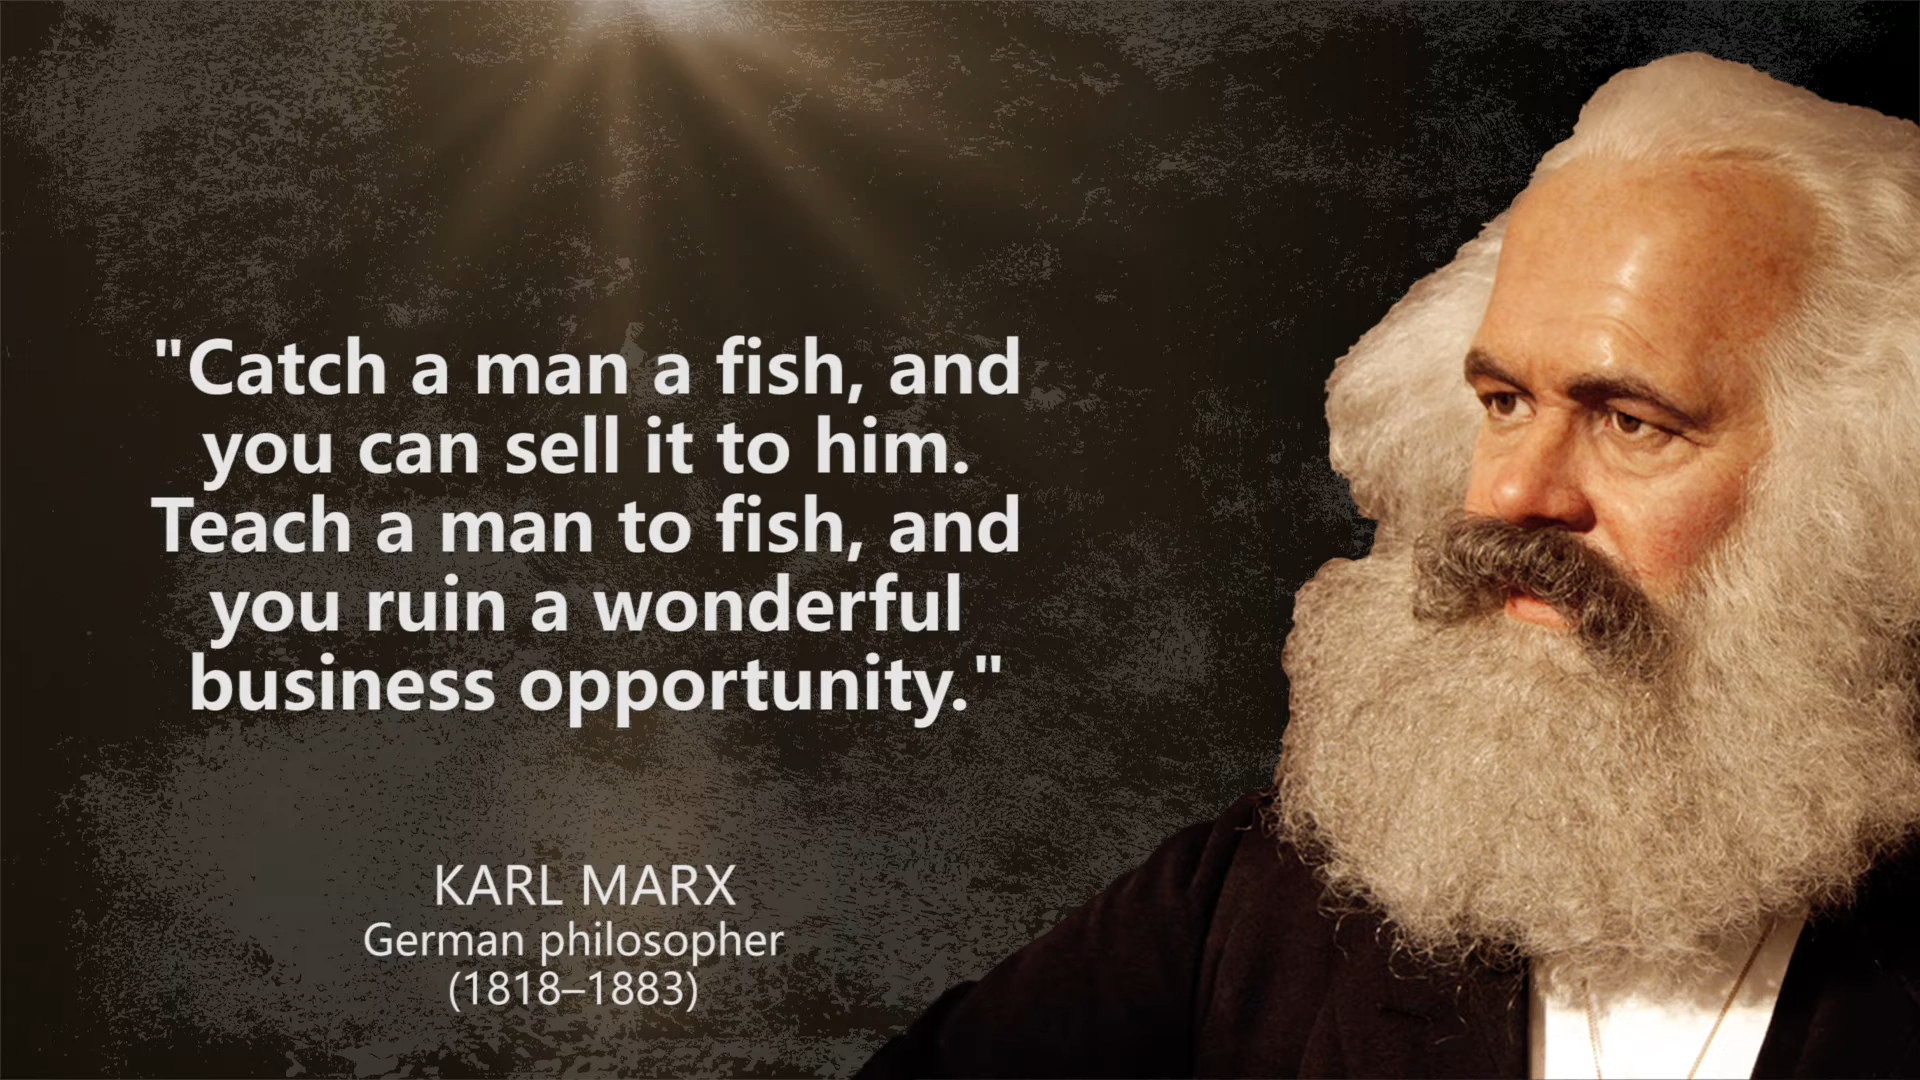 "Catch a man a fish, and
you can sell it to him.
Teach a man to fish, and
you ruin a wonderful
business opportunity."
KARL MARX
German philosopher
(1818–1883)